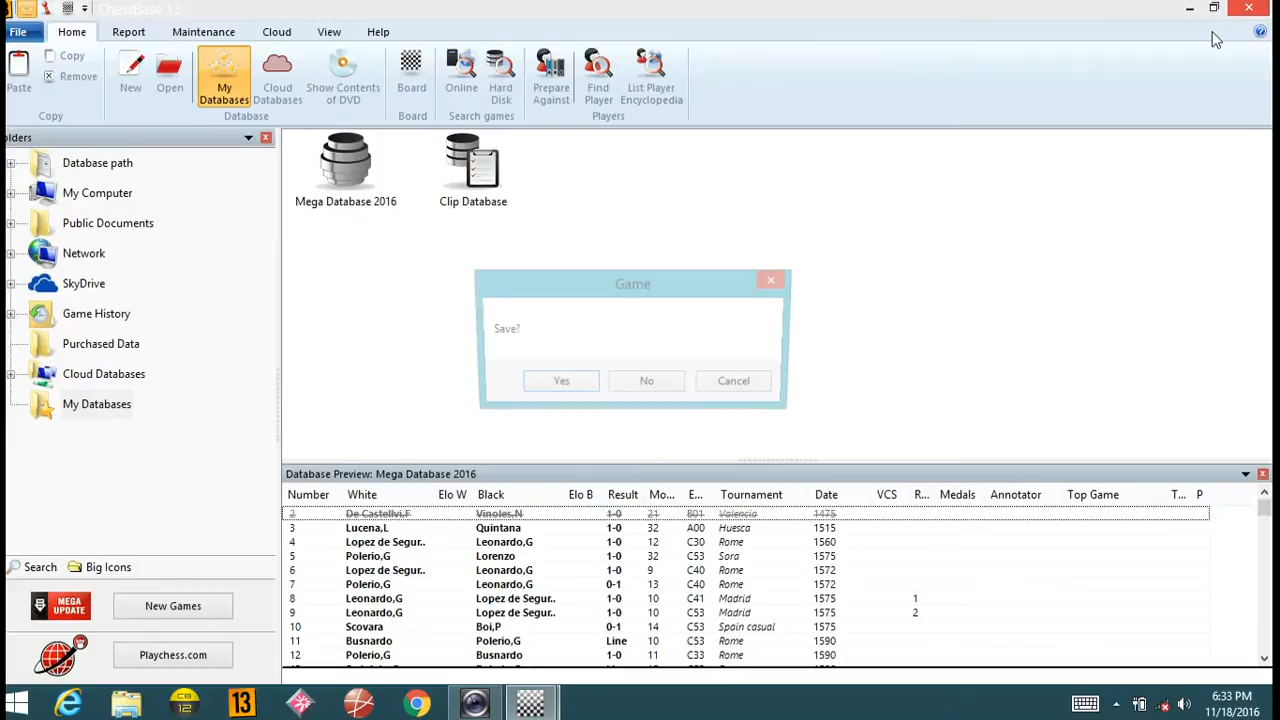 ChessBase 13
File Home Report Maintenance Cloud View Help
Paste Copy Remove New Open My Databases Cloud Databases Show Contents of DVD Board Online Hard Disk Prepare Against Find Player List Player Encyclopedia
Copy Database Board Search games Players
olders
Database path
My Computer
Public Documents
Network
SkyDrive
Game History
Purchased Data
Cloud Databases
My Databases
Search Big Icons
MEGA UPDATE New Games
Playchess.com
Mega Database 2016 Clip Database
Game
Save?
Yes No Cancel
Database Preview: Mega Database 2016
Number White Elo W Black Elo B Result Mo... E... Tournament Date VCS R... Medals Annotator Top Game T... P
2 De Castellvi,F Vinoles,N 1-0 21 B01 Valencia 1475
3 Lucena,L Quintana 1-0 32 A00 Huesca 1515
4 Lopez de Segur.. Leonardo,G 1-0 12 C30 Rome 1560
5 Polerio,G Lorenzo 1-0 32 C53 Sora 1575
6 Lopez de Segur.. Leonardo,G 1-0 9 C40 Rome 1572
7 Polerio,G Leonardo,G 0-1 13 C40 Rome 1572
8 Leonardo,G Lopez de Segur.. 1-0 10 C41 Madrid 1575 1
9 Leonardo,G Lopez de Segur.. 1-0 10 C53 Madrid 1575 2
10 Scovara Boi,P 0-1 14 C53 Spain casual 1575
11 Busnardo Polerio,G Line 10 C53 Rome 1590
12 Polerio,G Busnardo 1-0 11 C33 Rome 1590
CB 12 13
6:33 PM
11/18/2016